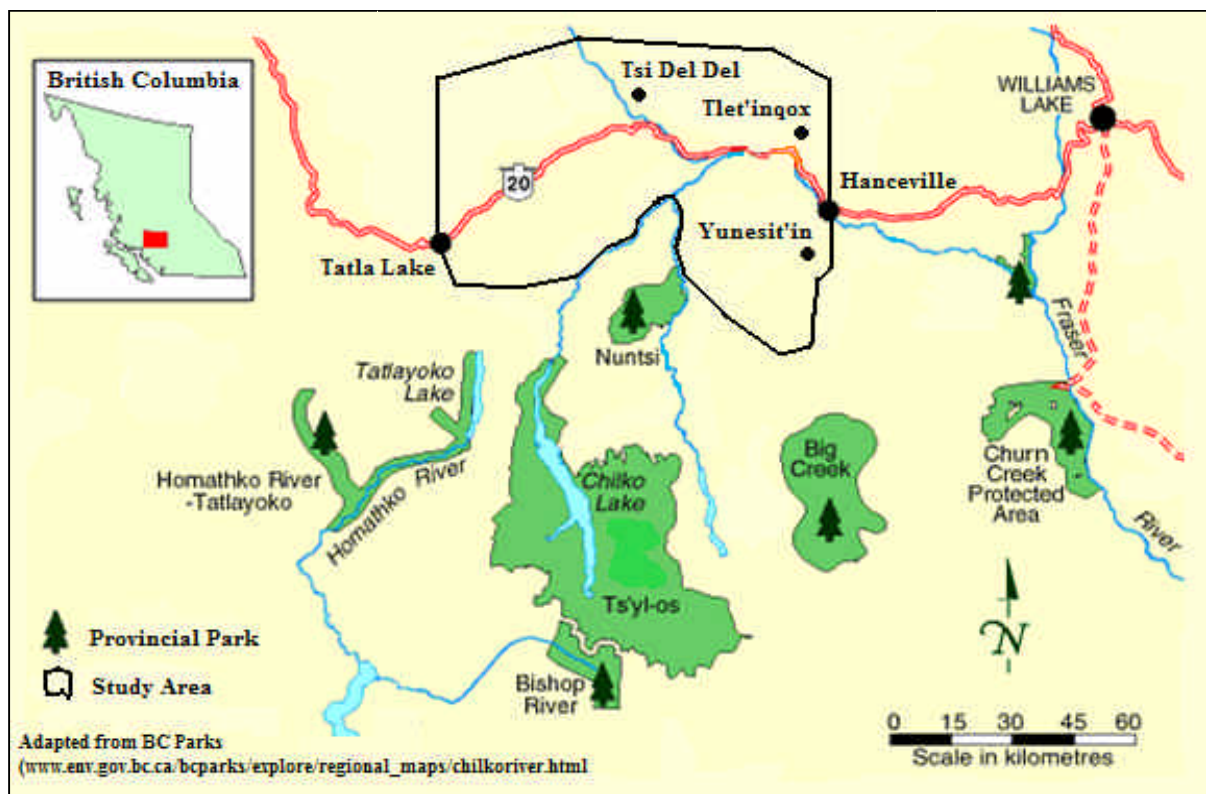 British Columbia
Tsi Del Del
Tlet'inqox
WILLIAMS
LAKE
20
Hanceville
Tatla Lake
Yunesit'in
Nuntsi
Fraser
River
Tatlayoko
Lake
Homathko River
-Tatlayoko
Homathko River
Chilko
Lake
Big
Creek
Churn Creek
Protected
Area
Ts'yl-os
Bishop
River
N
Provincial Park
Study Area
0 15 30 45 60
Scale in kilometres
Adapted from BC Parks
(www.env.gov.bc.ca/bcparks/explore/regional_maps/chilkoriver.html